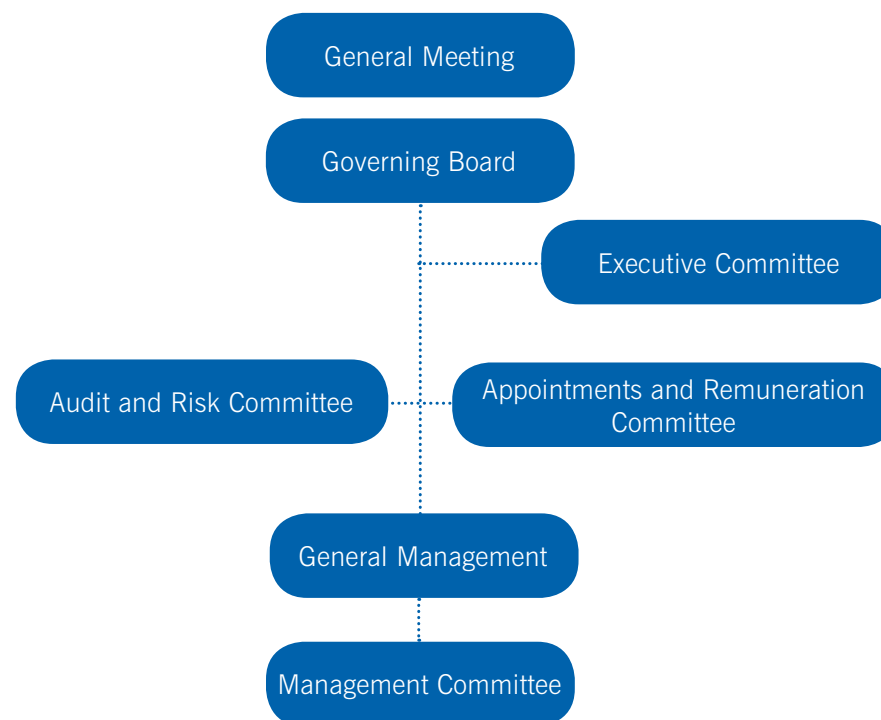 General Meeting
Governing Board
Executive Committee
Audit and Risk Committee
Appointments and Remuneration
Committee
General Management
Management Committee